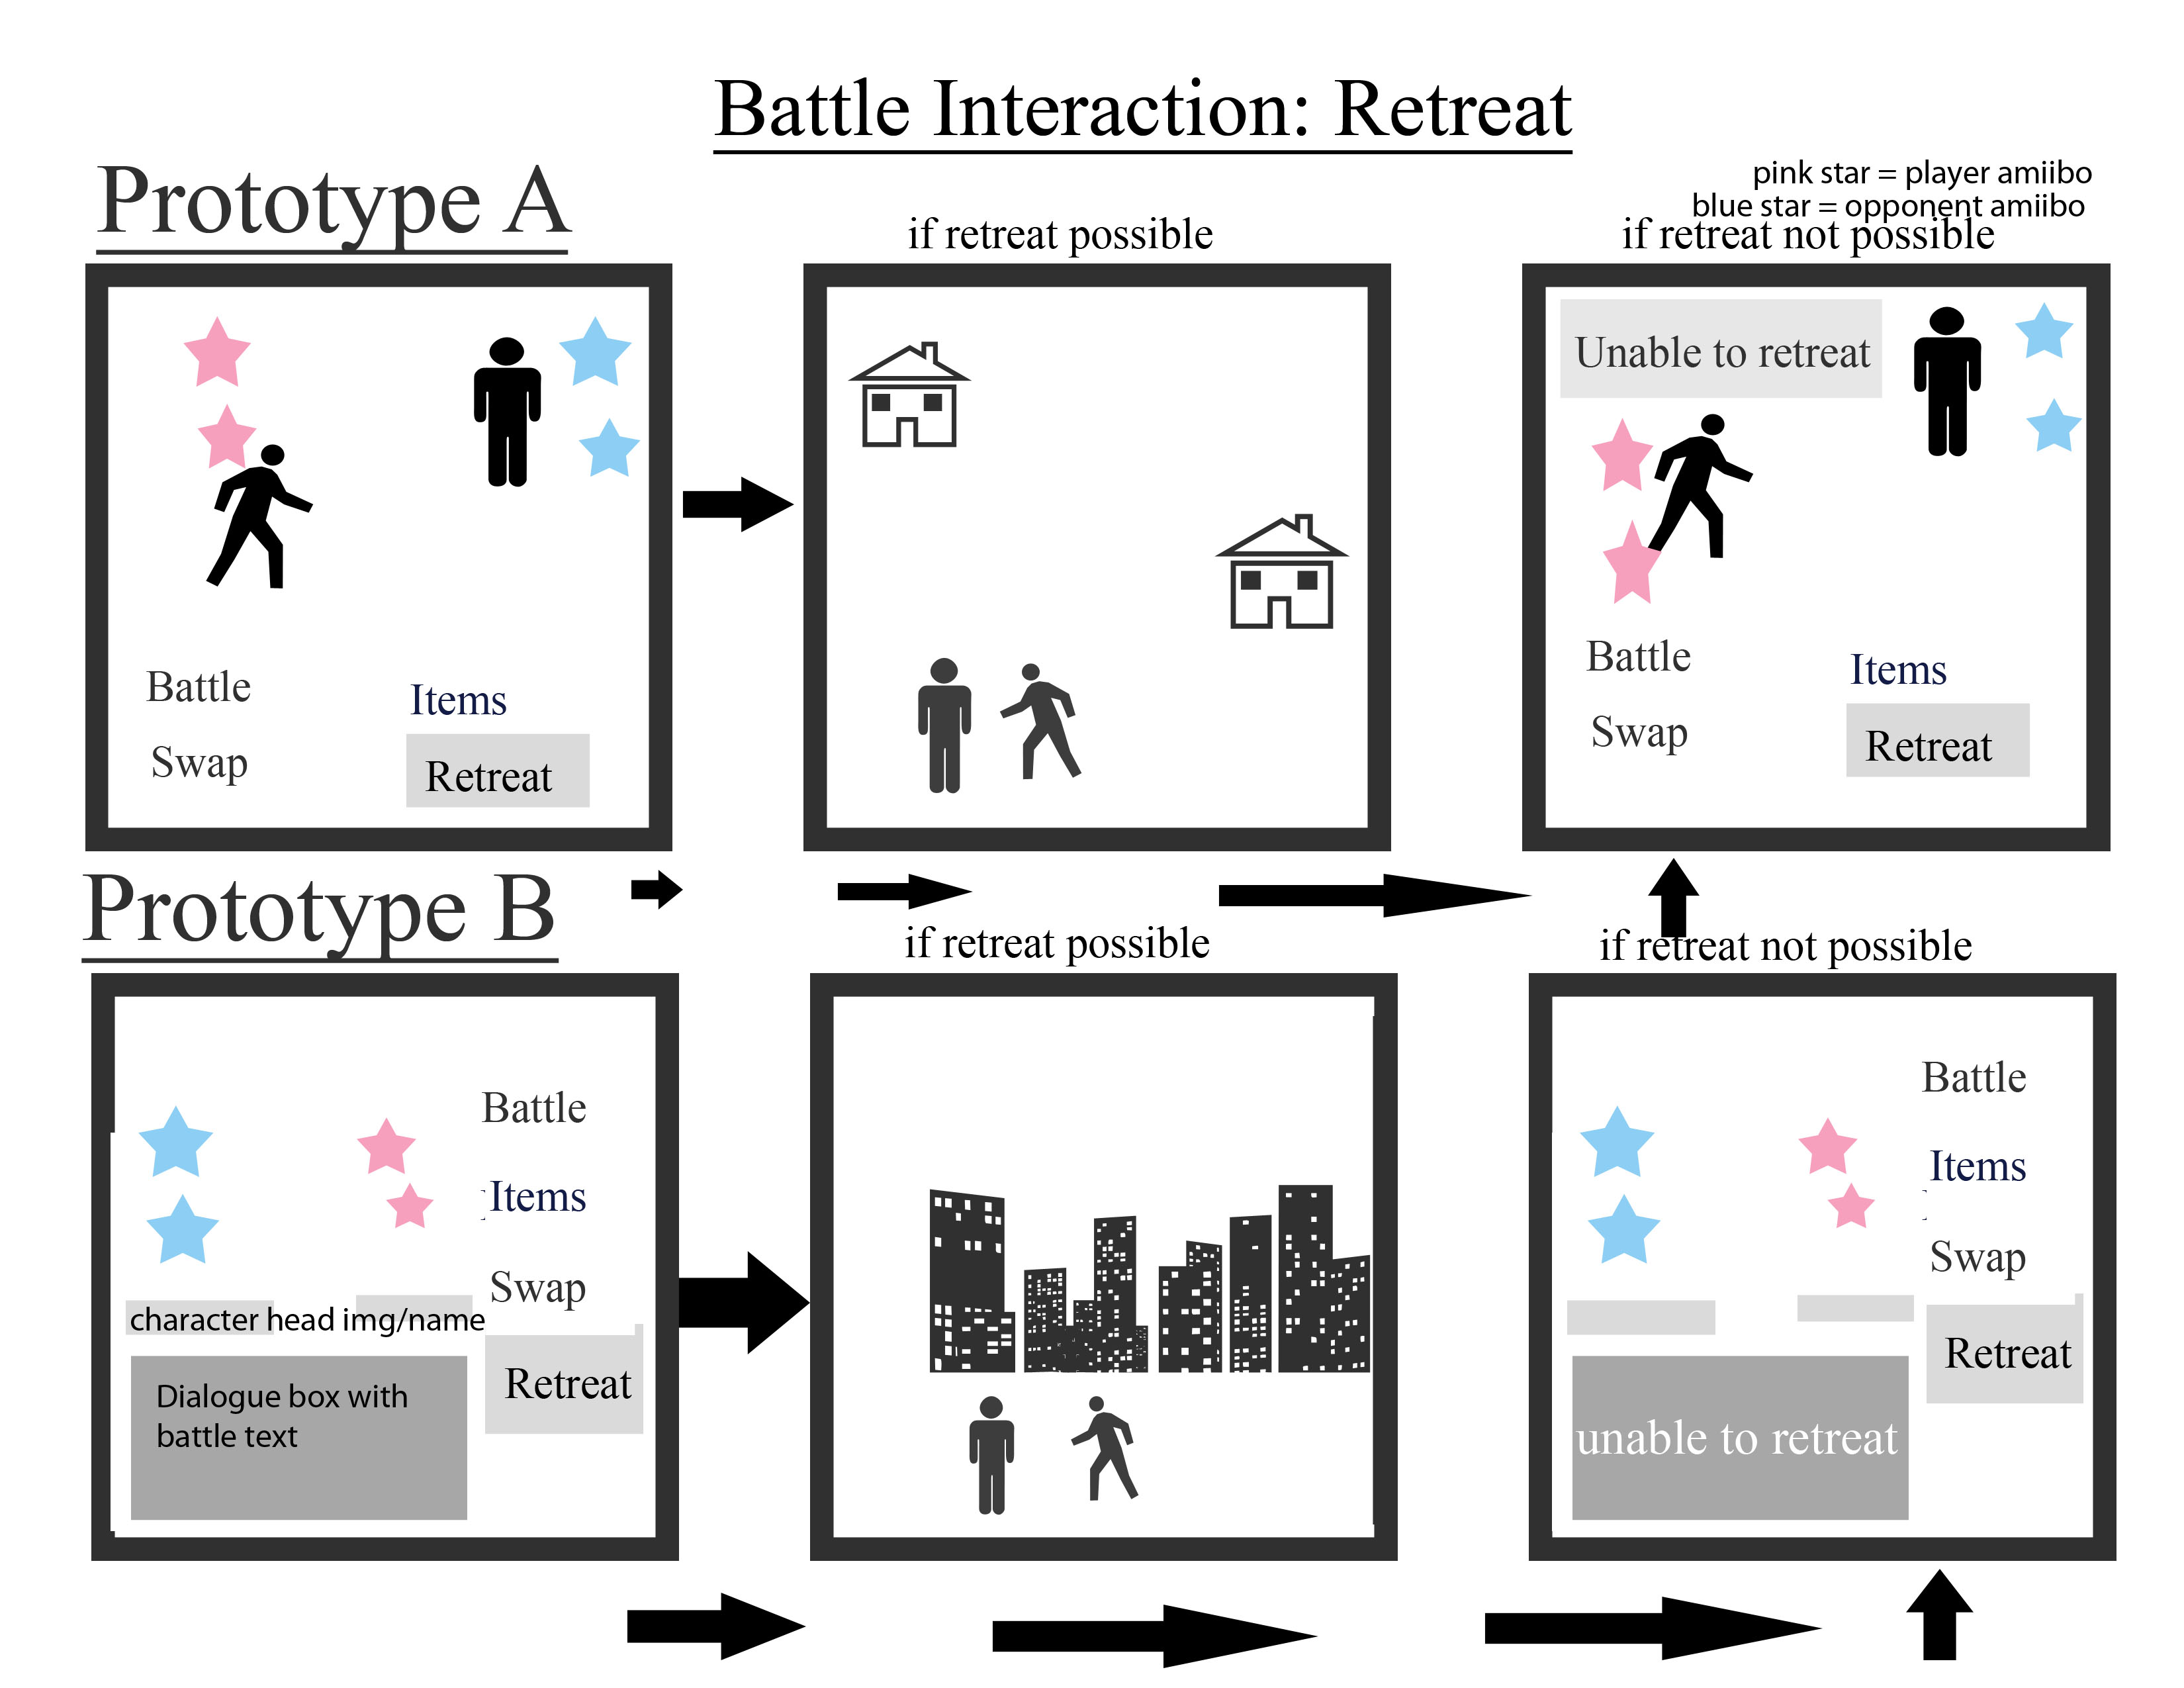 Battle Interaction: Retreat
Prototype A
pink star = player amiibo
blue star = opponent amiibo
if retreat possible
if retreat not possible
Battle
Items
Swap
Retreat
Unable to retreat
Battle
Items
Swap
Retreat
Prototype B
if retreat possible
if retreat not possible
Battle
Items
Swap
character head img/name
Retreat
Dialogue box with
battle text
Battle
Items
Swap
Retreat
unable to retreat